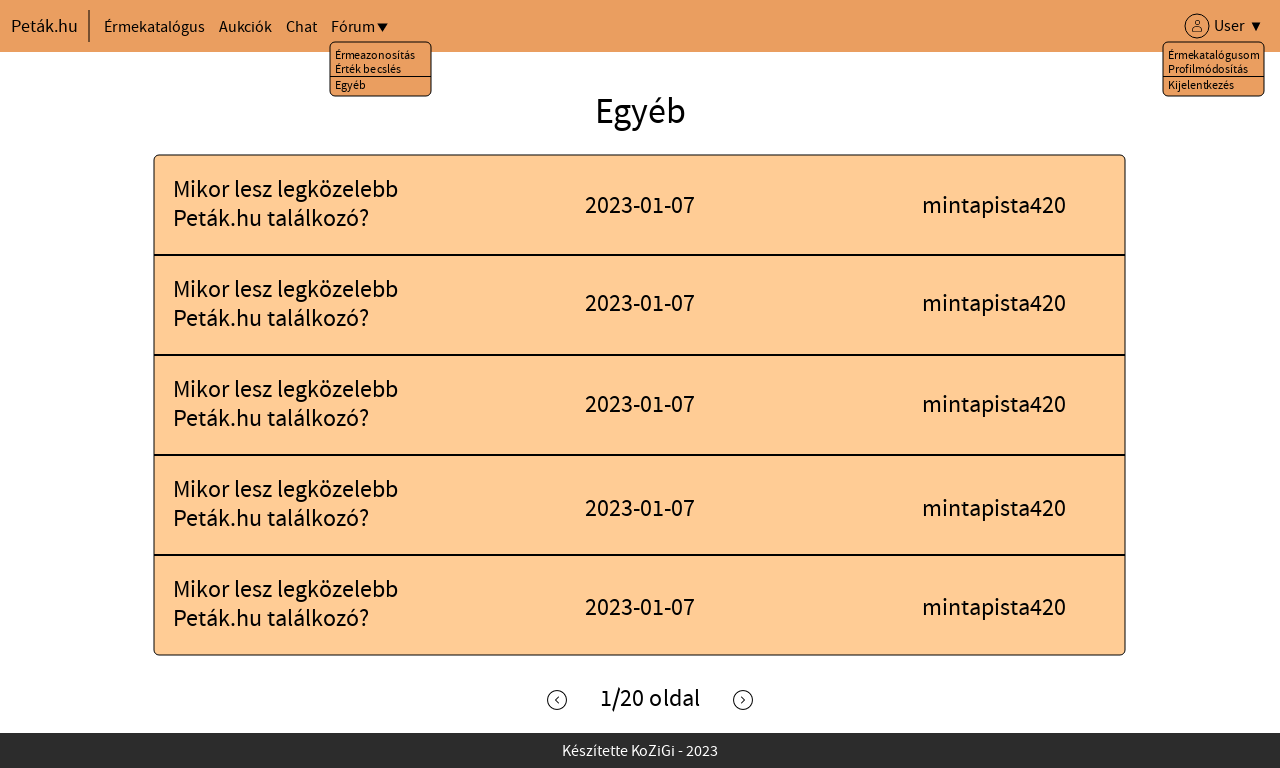 Peták.hu Érmekatalógus Aukciók Chat Fórum▼ User ▼
Érmeazonosítás
Érték becslés
Egyéb
Érmekatalógusom
Profilmódosítás
Kijelentkezés
Egyéb
Mikor lesz legközelebb
Peták.hu találkozó?
2023-01-07
mintapista420
Mikor lesz legközelebb
Peták.hu találkozó?
2023-01-07
mintapista420
Mikor lesz legközelebb
Peták.hu találkozó?
2023-01-07
mintapista420
Mikor lesz legközelebb
Peták.hu találkozó?
2023-01-07
mintapista420
Mikor lesz legközelebb
Peták.hu találkozó?
2023-01-07
mintapista420
1/20 oldal
Készítette KoZiGi - 2023